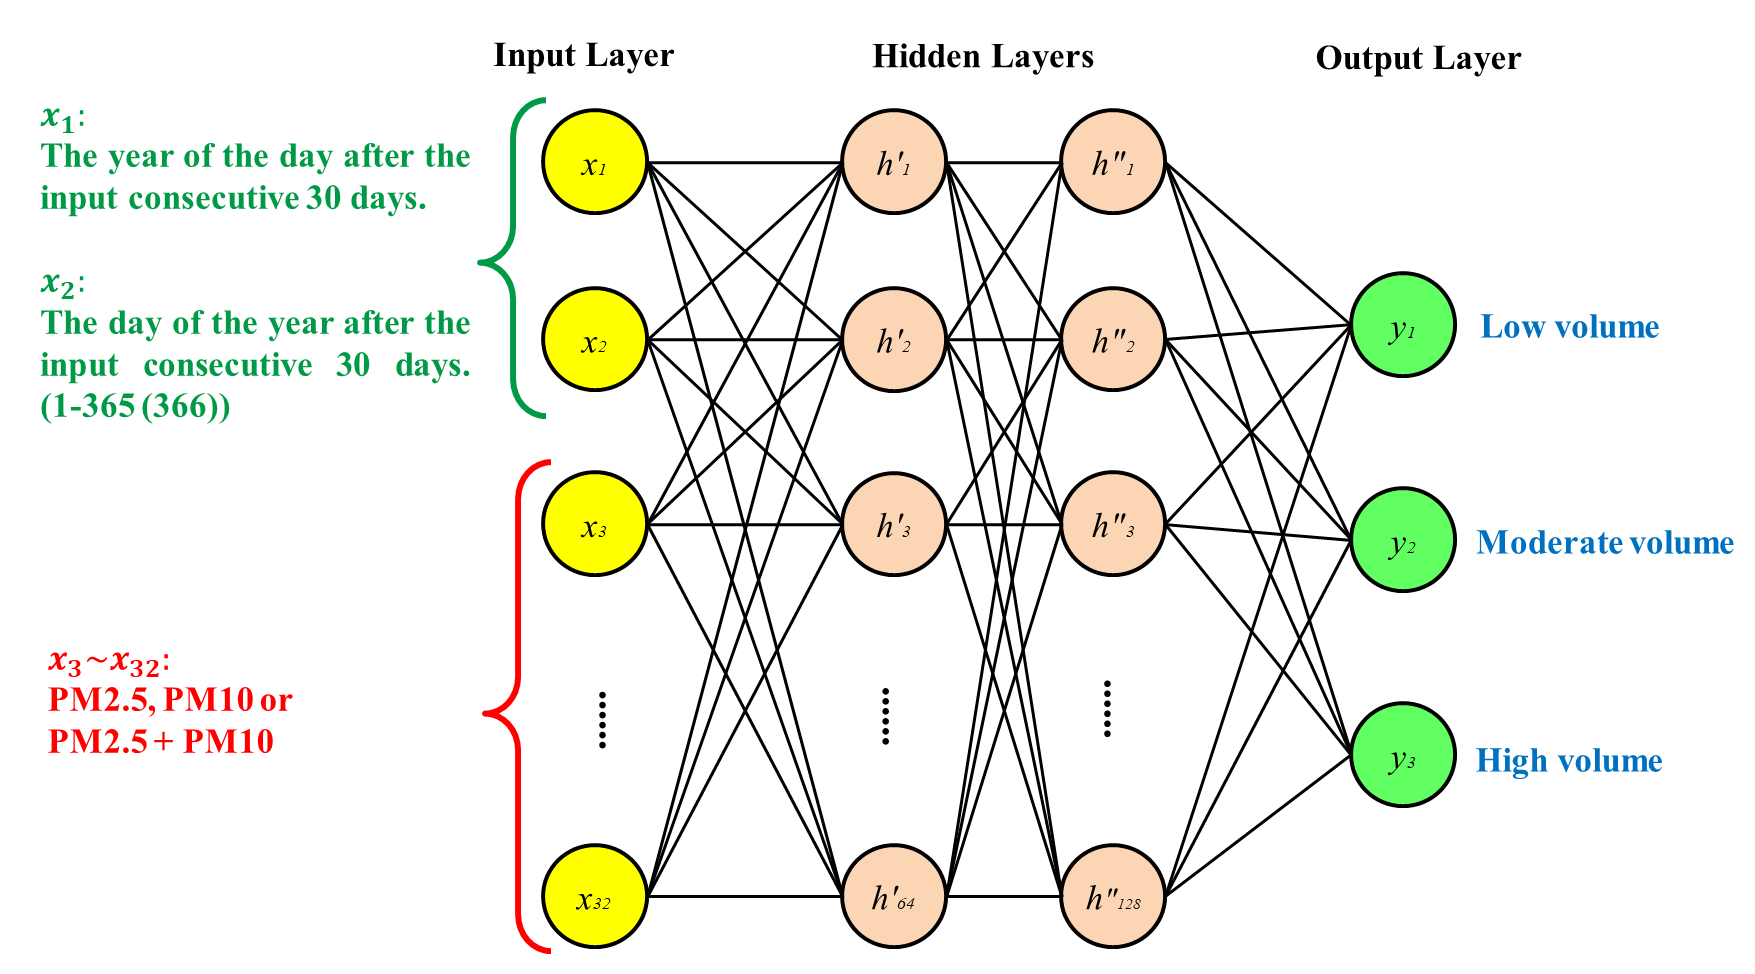 Input Layer
Hidden Layers
Output Layer
x₁:
The year of the day after the
input consecutive 30 days.
x₂:
The day of the year after the
input consecutive 30 days.
(1-365 (366))
x₃~x₃₂:
PM2.5, PM10 or
PM2.5 + PM10
x₁
x₂
x₃
x₃₂
h'₁
h'₂
h'₃
h'₆₄
h"₁
h"₂
h"₃
h"₁₂₈
y₁
Low volume
y₂
Moderate volume
y₃
High volume